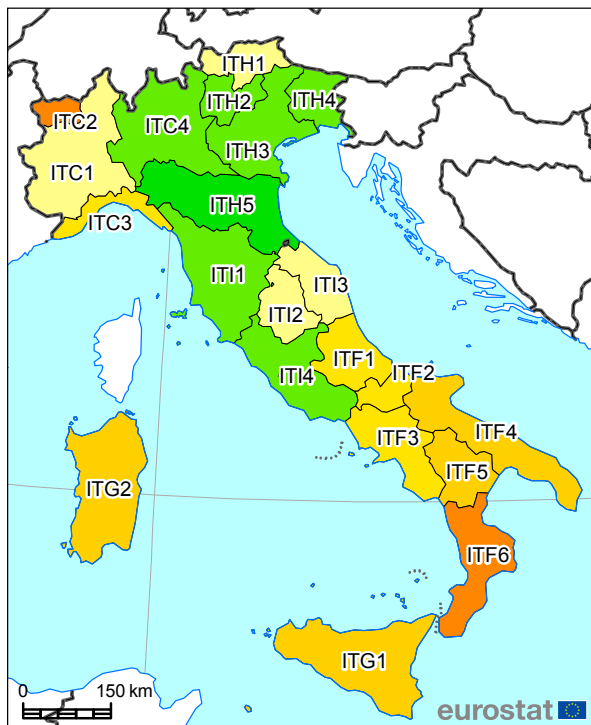 ITH1
ITH2
ITH4
ITC2
ITC4
ITH3
ITC1
ITH5
ITC3
ITI1
ITI3
ITI2
ITF1
ITI4
ITF2
ITF3
ITF4
ITF5
ITG2
ITF6
ITG1
0 150 km
eurostat